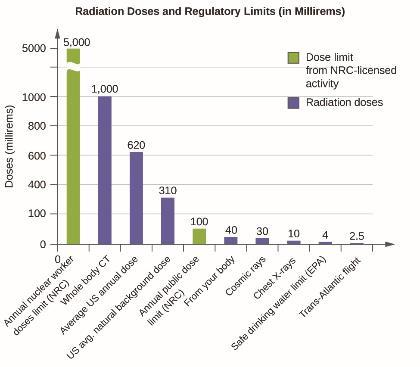 Radiation Doses and Regulatory Limits (in Millirems)
Doses (millirems)
5000
1000
800
600
400
100
0
0
5,000
1,000
620
310
100
40
30
10
4
2.5
Dose limit
from NRC-licensed
activity
Radiation doses
Annual nuclear worker
doses limit (NRC)
Whole body CT
Average US annual dose
US avg. natural background dose
Annual public dose
limit (NRC)
From your body
Cosmic rays
Chest X-rays
Safe drinking water limit (EPA)
Trans-Atlantic flight